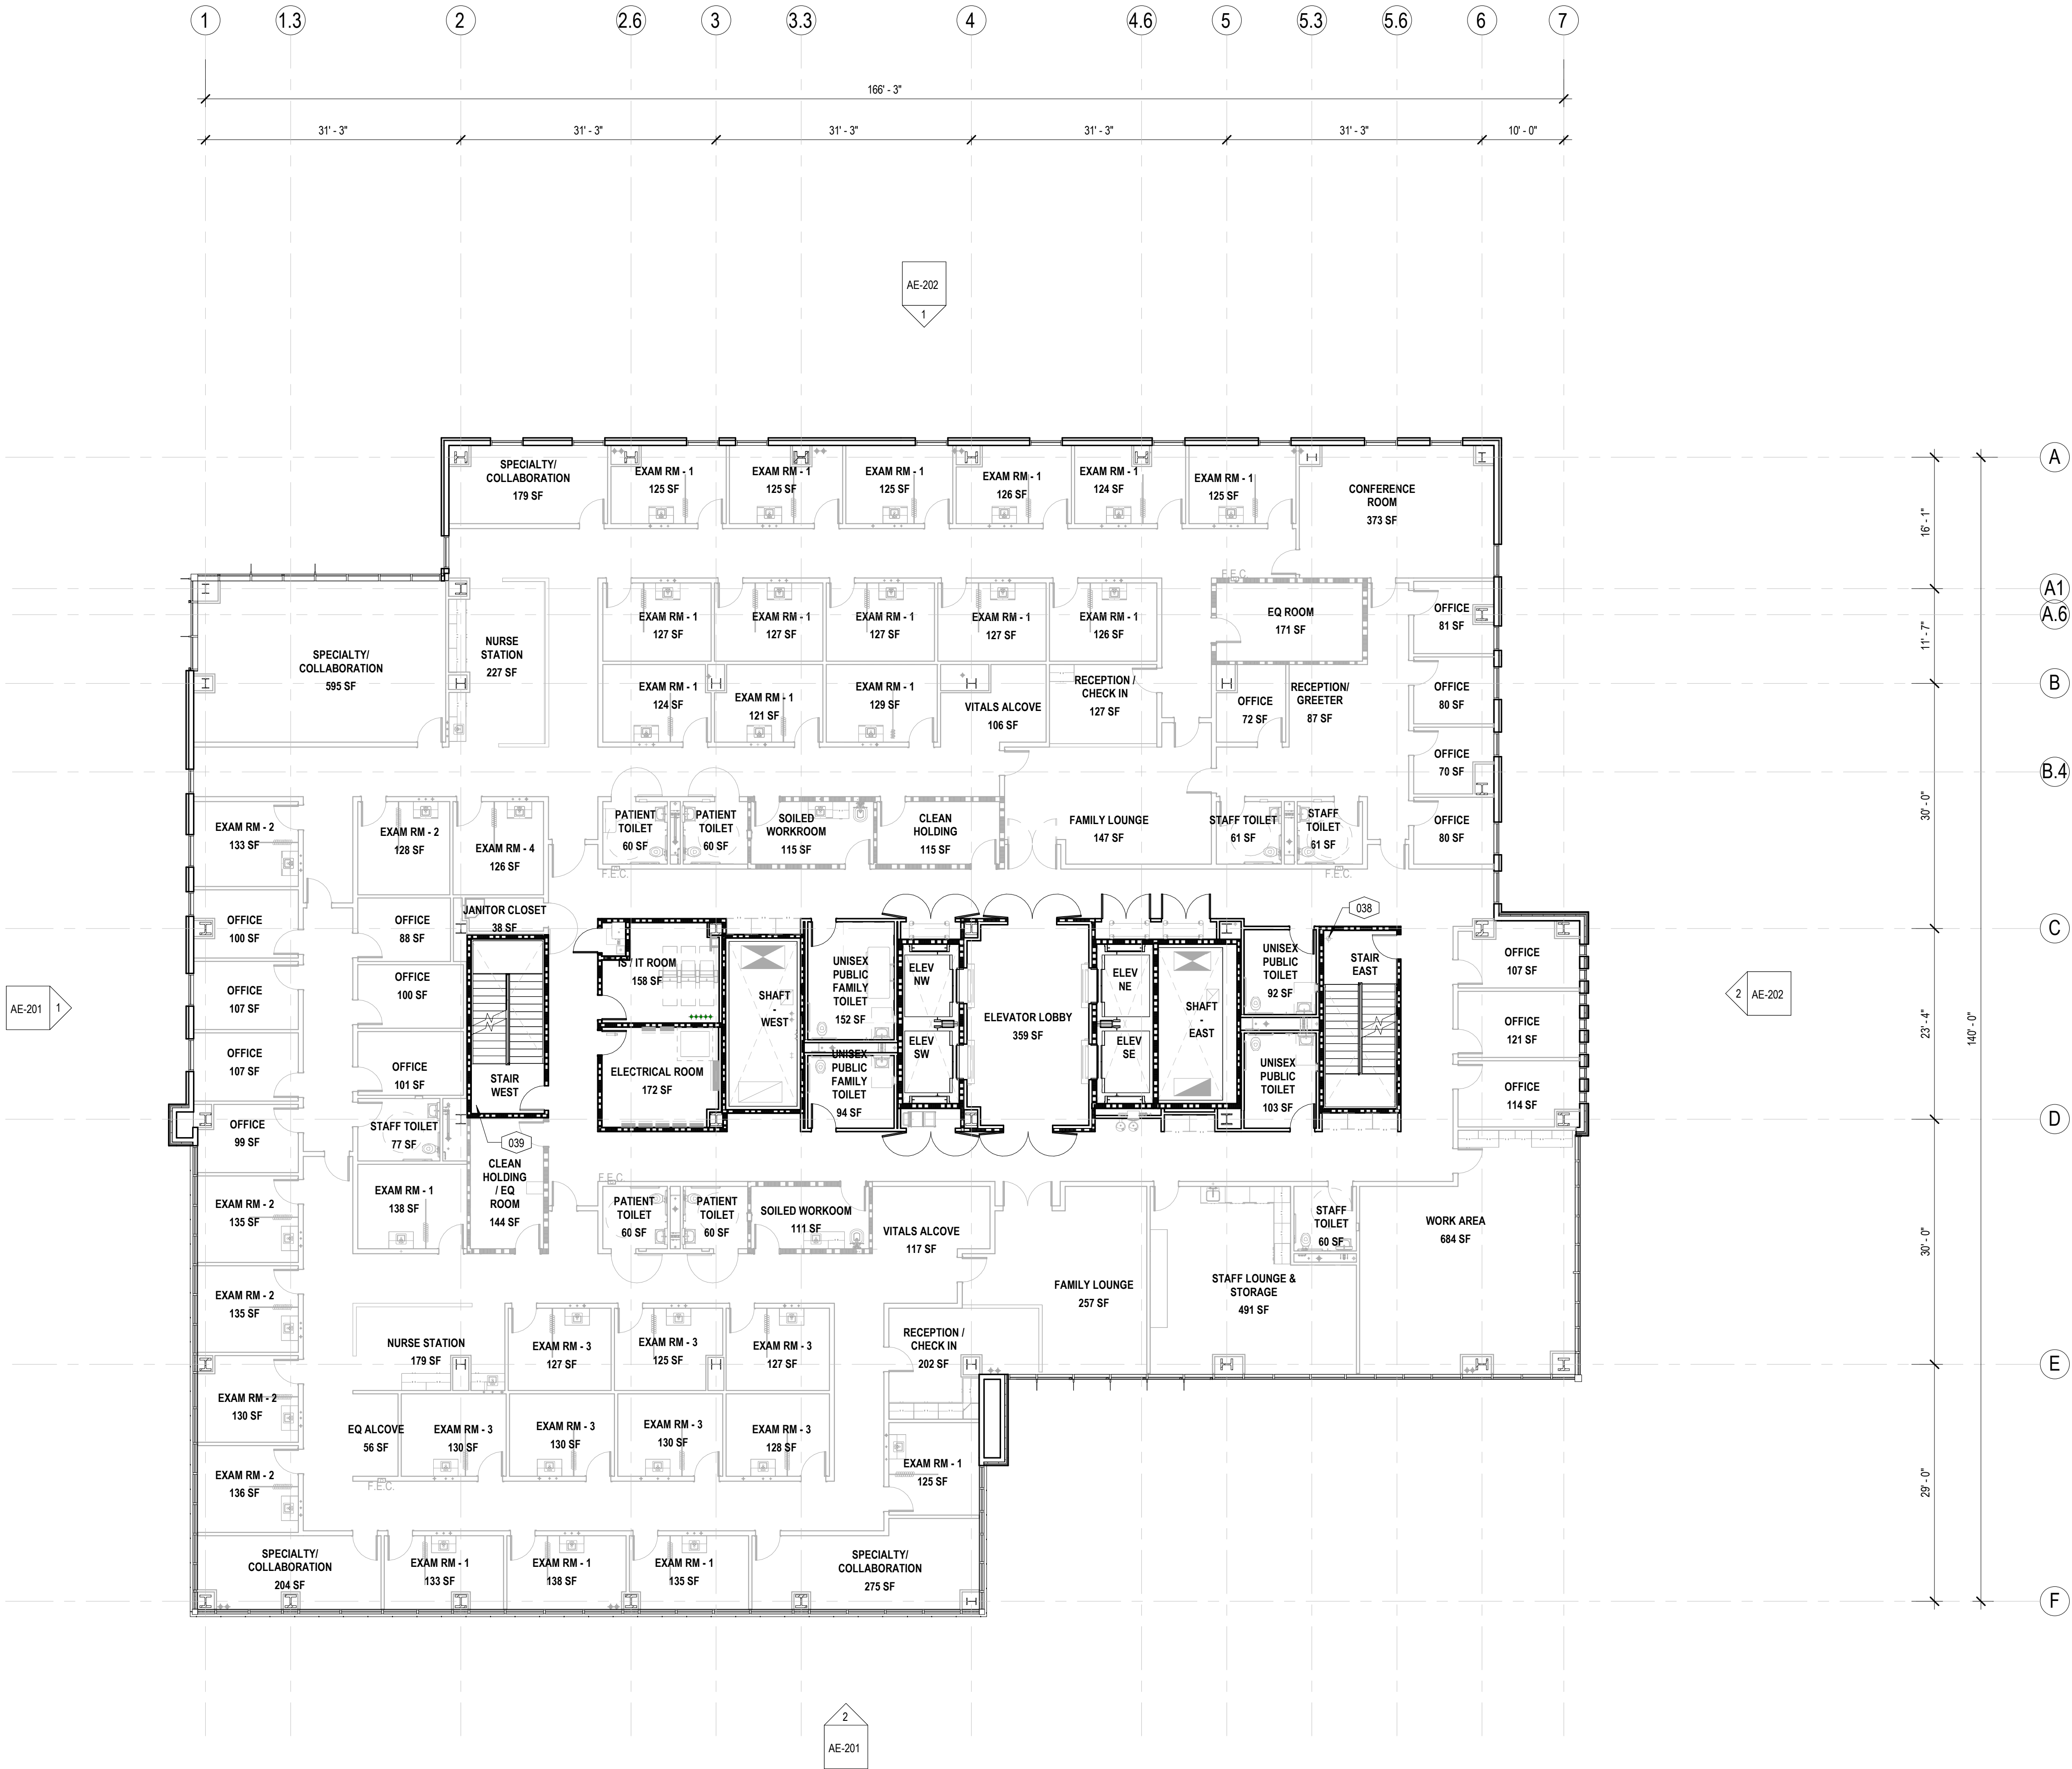 1
1.3
2
2.6
3
3.3
4
4.6
5
5.3
5.6
6
7
166' - 3"
31' - 3"
31' - 3"
31' - 3"
31' - 3"
31' - 3"
10' - 0"
AE-202
1
A
A1
A.6
B
B.4
C
D
E
F
16' - 1"
11' - 7"
30' - 0"
23' - 4"
30' - 0"
29' - 0"
140' - 0"
SPECIALTY/
COLLABORATION
179 SF
EXAM RM - 1
125 SF
EXAM RM - 1
125 SF
EXAM RM - 1
125 SF
EXAM RM - 1
126 SF
EXAM RM - 1
124 SF
EXAM RM - 1
125 SF
CONFERENCE
ROOM
373 SF
F.E.C.
SPECIALTY/
COLLABORATION
595 SF
NURSE
STATION
227 SF
EXAM RM - 1
127 SF
EXAM RM - 1
127 SF
EXAM RM - 1
127 SF
EXAM RM - 1
127 SF
EXAM RM - 1
126 SF
EQ ROOM
171 SF
OFFICE
81 SF
EXAM RM - 1
124 SF
EXAM RM - 1
121 SF
EXAM RM - 1
129 SF
VITALS ALCOVE
106 SF
RECEPTION /
CHECK IN
127 SF
OFFICE
72 SF
RECEPTION/
GREETER
87 SF
OFFICE
80 SF
OFFICE
70 SF
OFFICE
80 SF
EXAM RM - 2
133 SF
EXAM RM - 2
128 SF
EXAM RM - 4
126 SF
PATIENT
TOILET
60 SF
PATIENT
TOILET
60 SF
SOILED
WORKROOM
115 SF
CLEAN
HOLDING
115 SF
FAMILY LOUNGE
147 SF
STAFF TOILET
61 SF
STAFF
TOILET
61 SF
F.E.C.
F.E.C.
OFFICE
100 SF
OFFICE
88 SF
JANITOR CLOSET
38 SF
038
OFFICE
107 SF
OFFICE
100 SF
IS / IT ROOM
158 SF
SHAFT
-
WEST
UNISEX
PUBLIC
FAMILY
TOILET
152 SF
ELEV
NW
ELEVATOR LOBBY
359 SF
ELEV
NE
SHAFT
-
EAST
UNISEX
PUBLIC
TOILET
92 SF
STAIR
EAST
OFFICE
107 SF
AE-201
1
2
AE-202
OFFICE
107 SF
OFFICE
101 SF
STAIR
WEST
ELECTRICAL ROOM
172 SF
UNISEX
PUBLIC
FAMILY
TOILET
94 SF
ELEV
SW
ELEV
SE
UNISEX
PUBLIC
TOILET
103 SF
OFFICE
121 SF
OFFICE
114 SF
OFFICE
99 SF
STAFF TOILET
77 SF
039
CLEAN
HOLDING
/ EQ
ROOM
144 SF
F.E.C.
EXAM RM - 2
135 SF
EXAM RM - 1
138 SF
PATIENT
TOILET
60 SF
PATIENT
TOILET
60 SF
SOILED WORKOOM
111 SF
VITALS ALCOVE
117 SF
FAMILY LOUNGE
257 SF
STAFF LOUNGE &
STORAGE
491 SF
STAFF
TOILET
60 SF
WORK AREA
684 SF
EXAM RM - 2
135 SF
NURSE STATION
179 SF
EXAM RM - 3
127 SF
EXAM RM - 3
125 SF
EXAM RM - 3
127 SF
RECEPTION /
CHECK IN
202 SF
EXAM RM - 2
130 SF
EQ ALCOVE
56 SF
F.E.C.
EXAM RM - 3
130 SF
EXAM RM - 3
130 SF
EXAM RM - 3
130 SF
EXAM RM - 3
128 SF
EXAM RM - 1
125 SF
EXAM RM - 2
136 SF
SPECIALTY/
COLLABORATION
204 SF
EXAM RM - 1
133 SF
EXAM RM - 1
138 SF
EXAM RM - 1
135 SF
SPECIALTY/
COLLABORATION
275 SF
2
AE-201